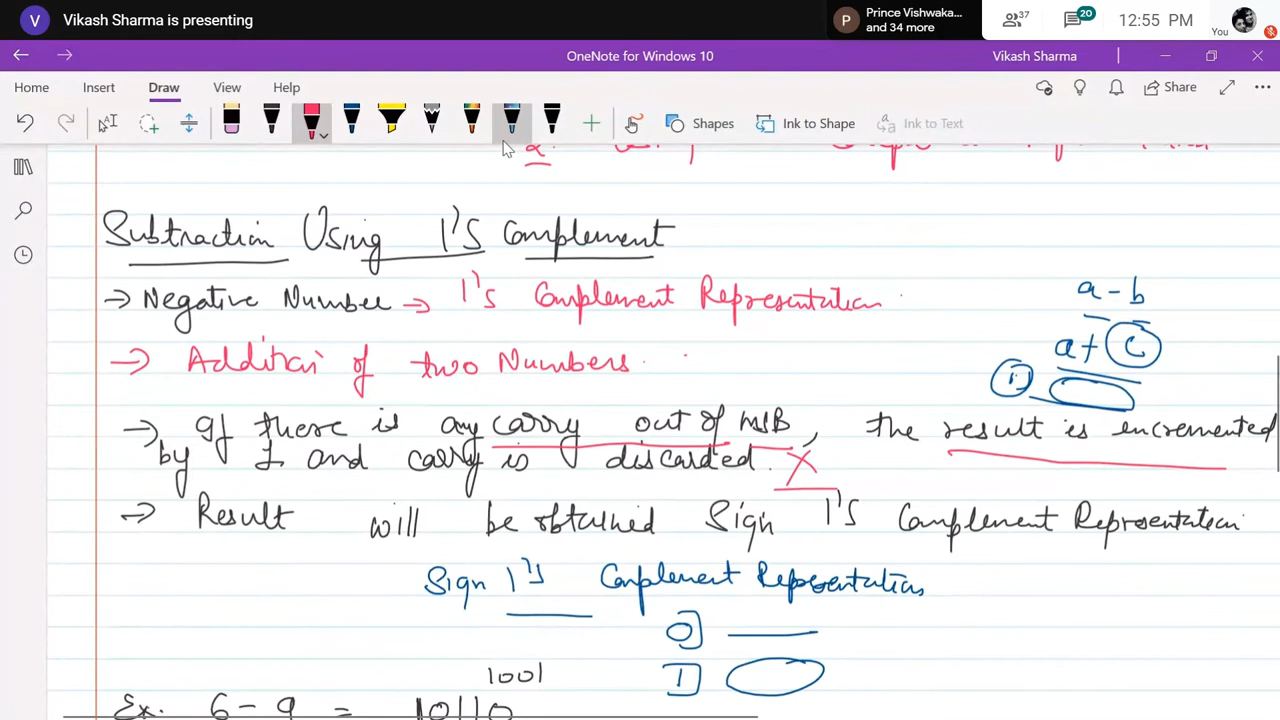 V Vikash Sharma is presenting
P Prince Vishwaka... and 34 more
37
20
12:55 PM
You
OneNote for Windows 10
Vikash Sharma
Home Insert Draw View Help
Share
Shapes
Ink to Shape
Ink to Text
Subtraction Using 1'S Complement
→ Negative Number → 1's Complement Representation
a - b
→ Addition of two Numbers
a + C
1
→ If there is any carry out of MSB, the result is incremented
by 1 and carry is discarded. X
→ Result will be obtained Sign 1'S Complement Representation
Sign 1's Complement Representation
0
1
1001
Ex. 6 - 9 = 10110